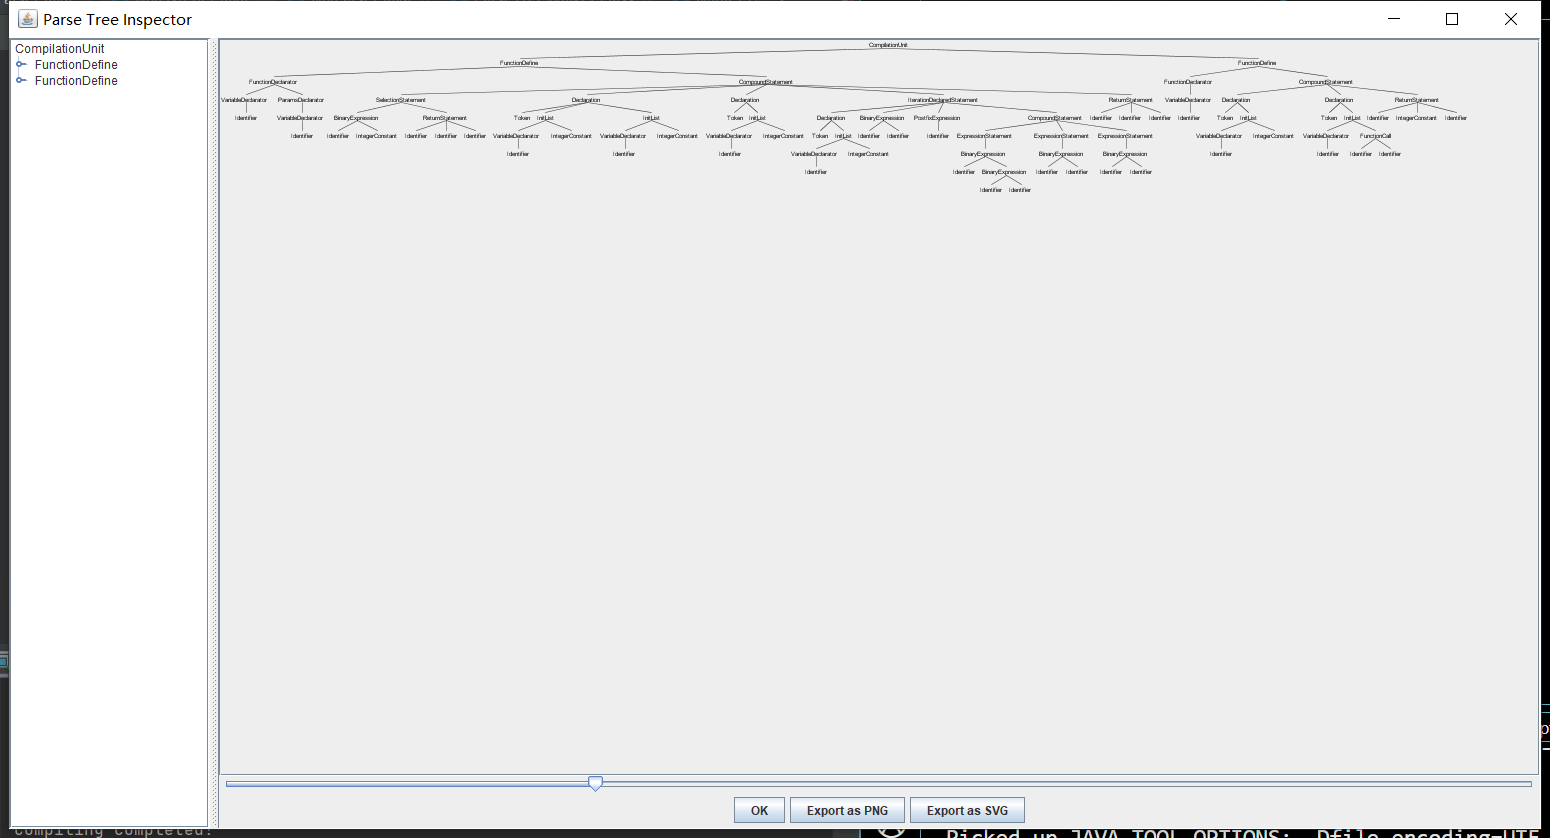 Parse Tree Inspector
CompilationUnit
FunctionDefine
FunctionDefine
CompilationUnit
FunctionDefine FunctionDefine
FunctionDeclarator CompoundStatement FunctionDeclarator CompoundStatement
VariableDeclarator ParamsDeclarator SelectionStatement Declaration Declaration IterationDeclaredStatement ReturnStatement VariableDeclarator Declaration Declaration ReturnStatement
Identifier VariableDeclarator BinaryExpression ReturnStatement Token InitList InitList Token InitList Declaration BinaryExpression PostfixExpression CompoundStatement Identifier Identifier Identifier Identifier Token InitList Token InitList Identifier IntegerConstant Identifier
Identifier Identifier IntegerConstant Identifier Identifier Identifier VariableDeclarator IntegerConstant VariableDeclarator IntegerConstant VariableDeclarator IntegerConstant Token InitList Identifier Identifier Identifier ExpressionStatement ExpressionStatement ExpressionStatement VariableDeclarator IntegerConstant VariableDeclarator FunctionCall
Identifier Identifier Identifier VariableDeclarator IntegerConstant BinaryExpression BinaryExpression BinaryExpression Identifier Identifier Identifier Identifier
Identifier Identifier BinaryExpression Identifier Identifier Identifier Identifier
Identifier Identifier
OK Export as PNG Export as SVG